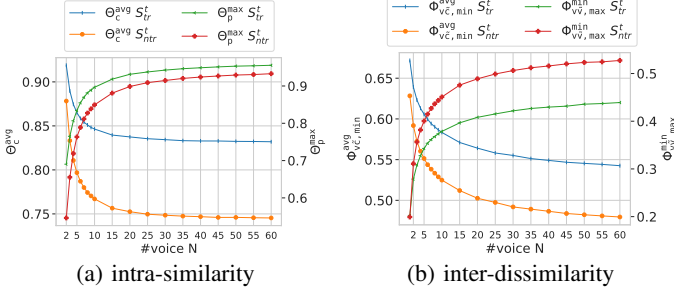 Θ_c^avg S_tr^t Θ_p^max S_tr^t
Θ_c^avg S_ntr^t Θ_p^max S_ntr^t
0.90
0.85
0.80
0.75
Θ_c^avg
0.9
0.8
0.7
0.6
Θ_p^max
2 5 10 15 20 25 30 35 40 45 50 55 60
#voice N
(a) intra-similarity
Φ_vc̄,min^avg S_tr^t Φ_vv̄,max^min S_tr^t
Φ_vc̄,min^avg S_ntr^t Φ_vv̄,max^min S_ntr^t
0.65
0.60
0.55
0.50
Φ_vc̄,min^avg
0.5
0.4
0.3
0.2
Φ_vv̄,max^min
2 5 10 15 20 25 30 35 40 45 50 55 60
#voice N
(b) inter-dissimilarity